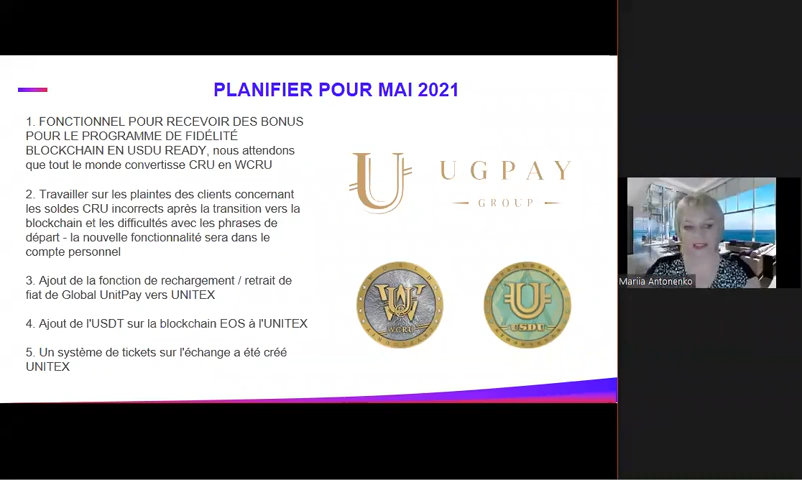 PLANIFIER POUR MAI 2021
1. FONCTIONNEL POUR RECEVOIR DES BONUS
POUR LE PROGRAMME DE FIDÉLITÉ
BLOCKCHAIN EN USDU READY, nous attendons
que tout le monde convertisse CRU en WCRU
2. Travailler sur les plaintes des clients concernant
les soldes CRU incorrects après la transition vers la
blockchain et les difficultés avec les phrases de
départ - la nouvelle fonctionnalité sera dans le
compte personnel
3. Ajout de la fonction de rechargement / retrait de
fiat de Global UnitPay vers UNITEX
4. Ajout de l'USDT sur la blockchain EOS à l'UNITEX
5. Un système de tickets sur l'échange a été créé
UNITEX
UGPAY
GROUP
WCRU
USDU
Mariia Antonenko